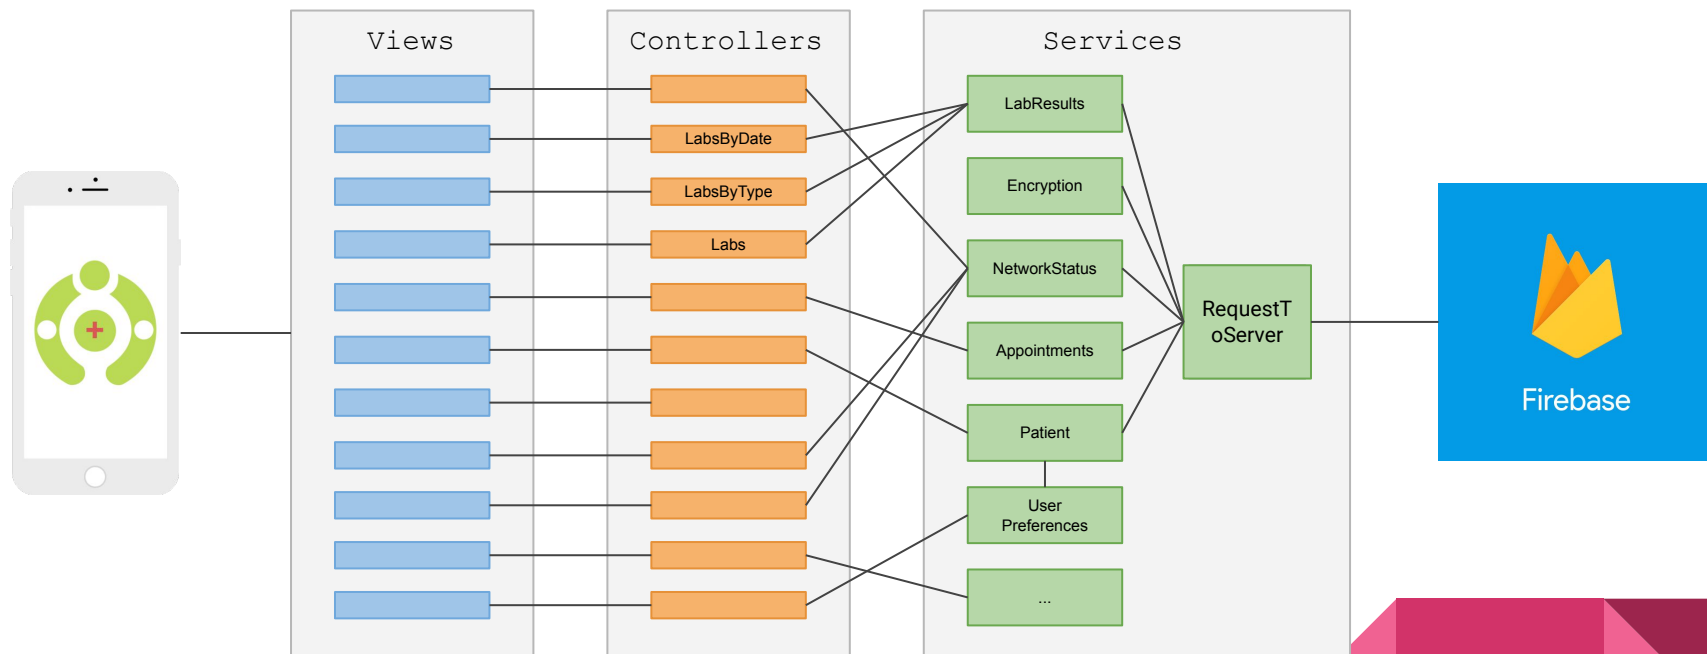 Views
Controllers
Services
LabsByDate
LabsByType
Labs
LabResults
Encryption
NetworkStatus
Appointments
Patient
User
Preferences
...
RequestT
oServer
Firebase